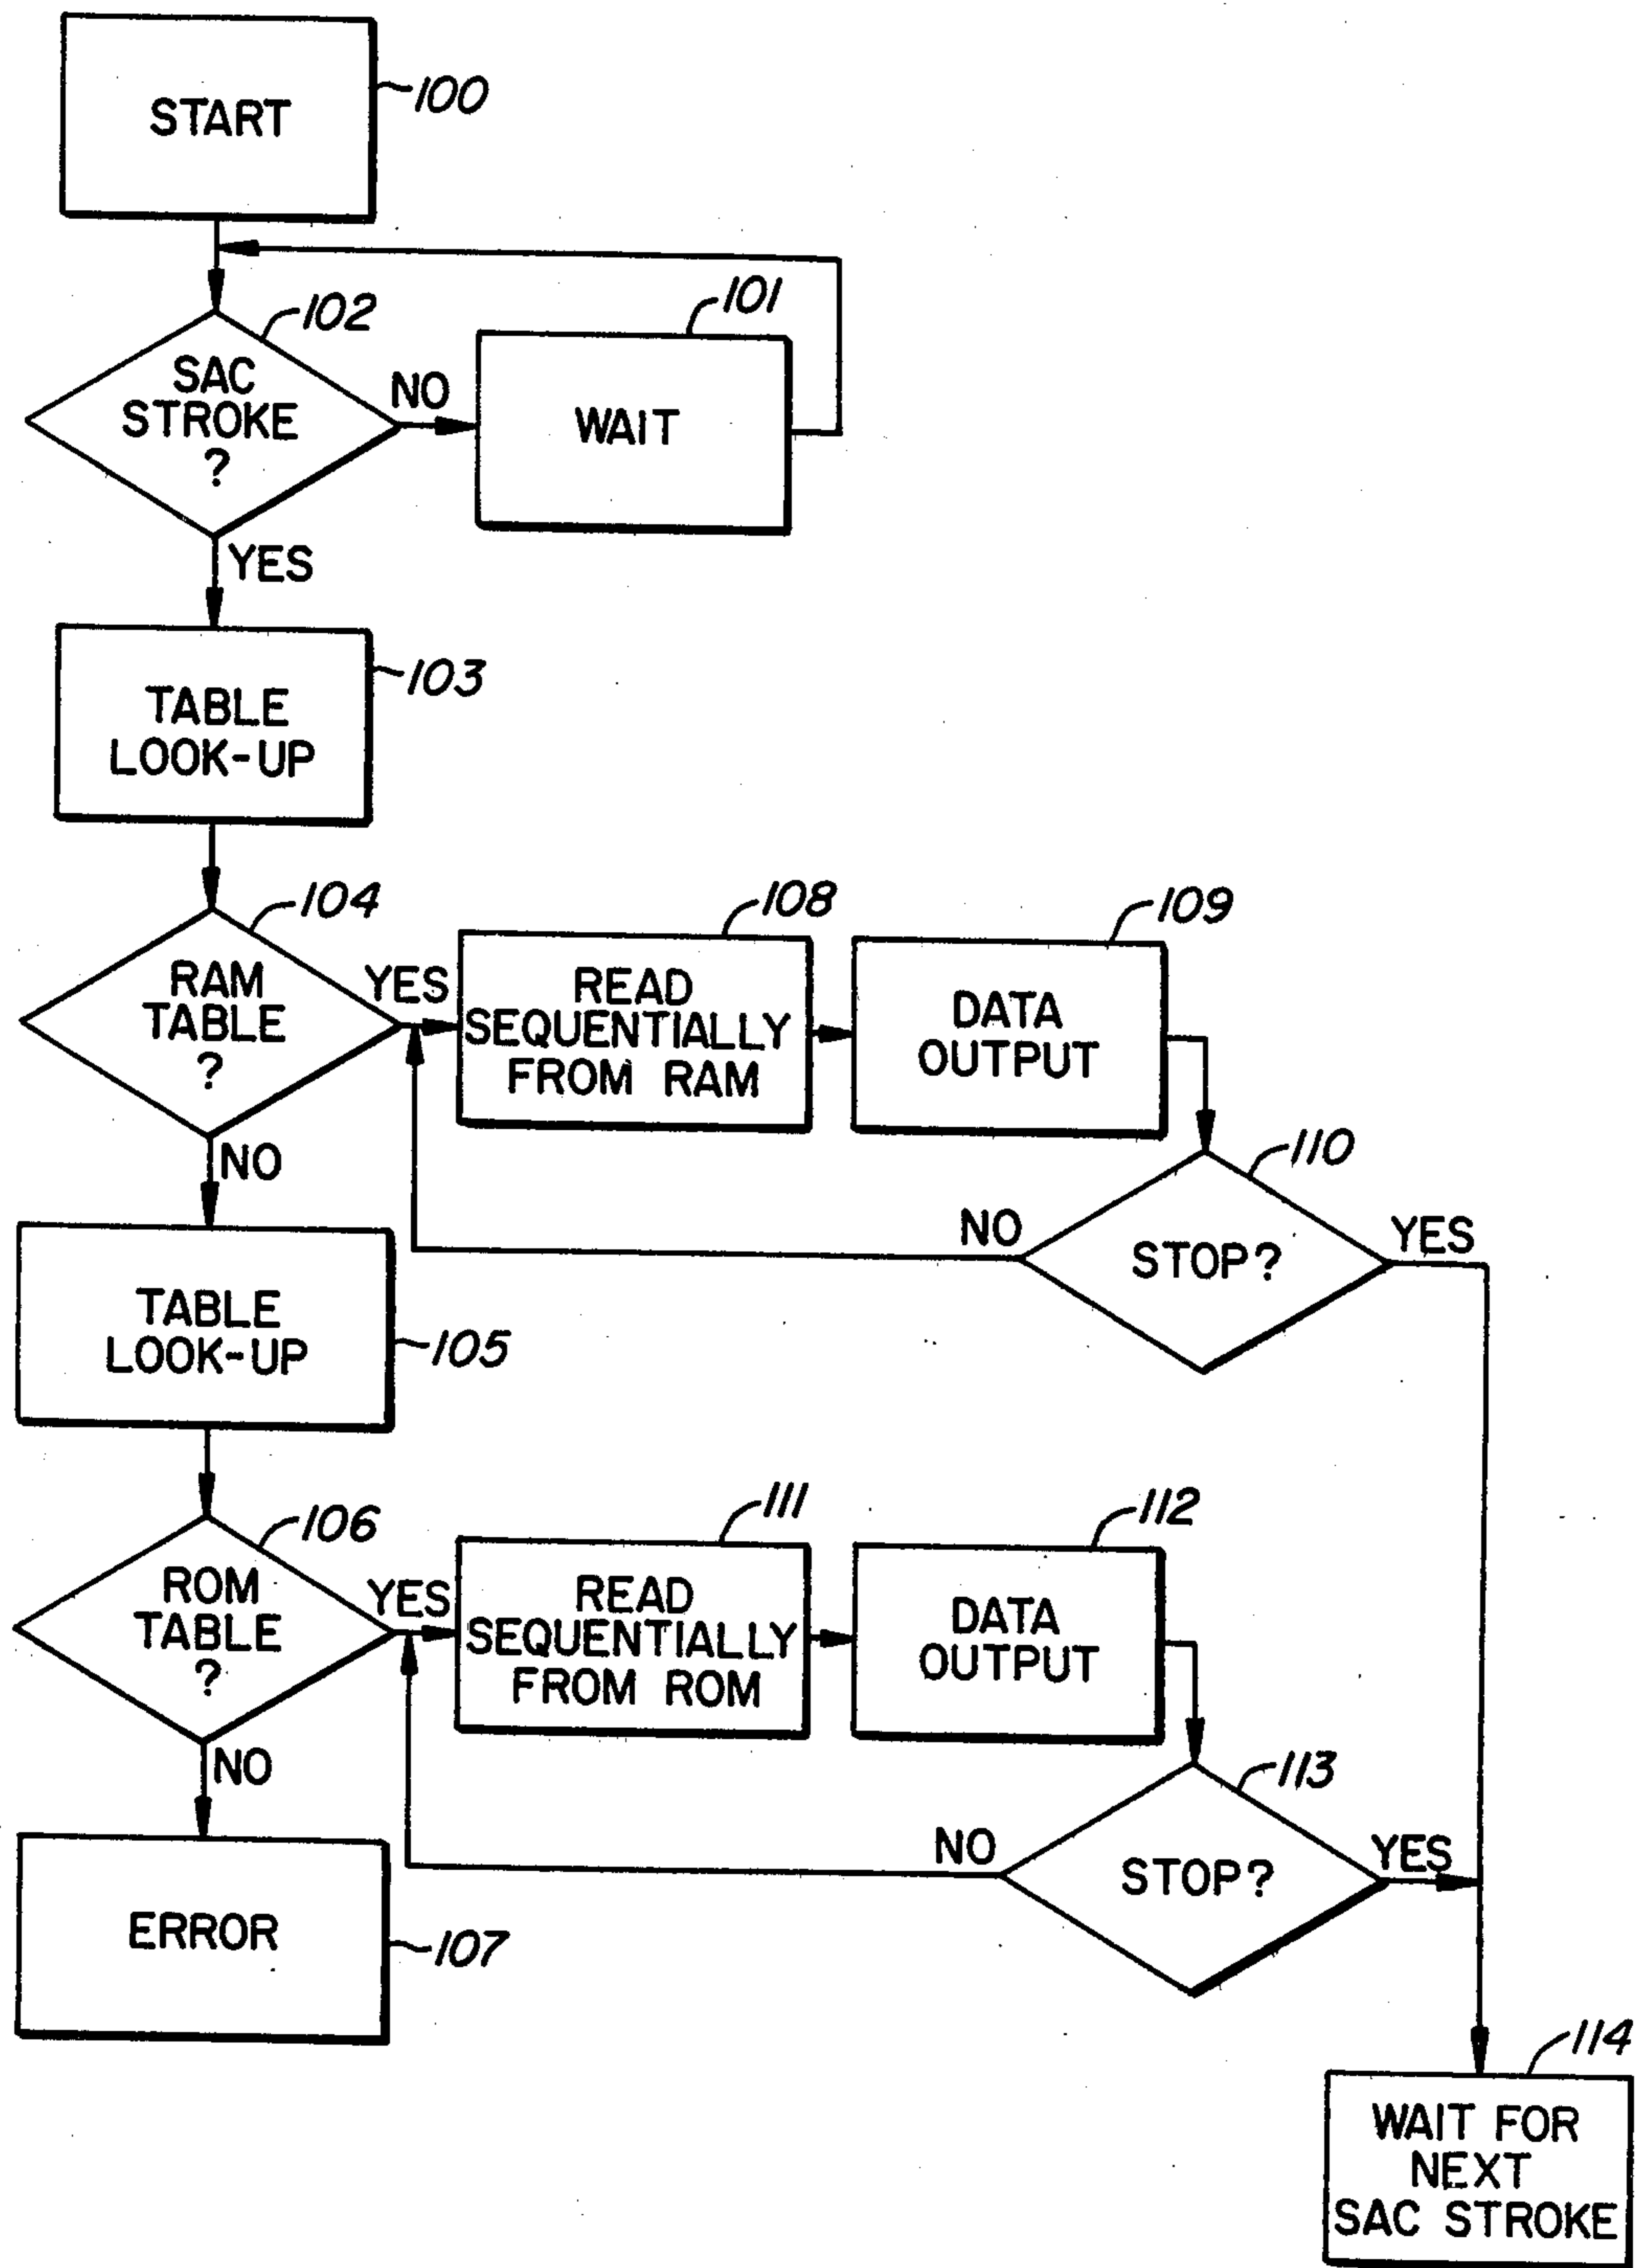 START
100
102
101
SAC
STROKE
?
NO
WAIT
YES
103
TABLE
LOOK-UP
104
108
109
RAM
TABLE
?
YES
READ
SEQUENTIALLY
FROM RAM
DATA
OUTPUT
NO
110
NO
STOP?
YES
TABLE
LOOK-UP
105
106
111
112
ROM
TABLE
?
YES
READ
SEQUENTIALLY
FROM ROM
DATA
OUTPUT
NO
113
NO
STOP?
YES
ERROR
107
114
WAIT FOR
NEXT
SAC STROKE